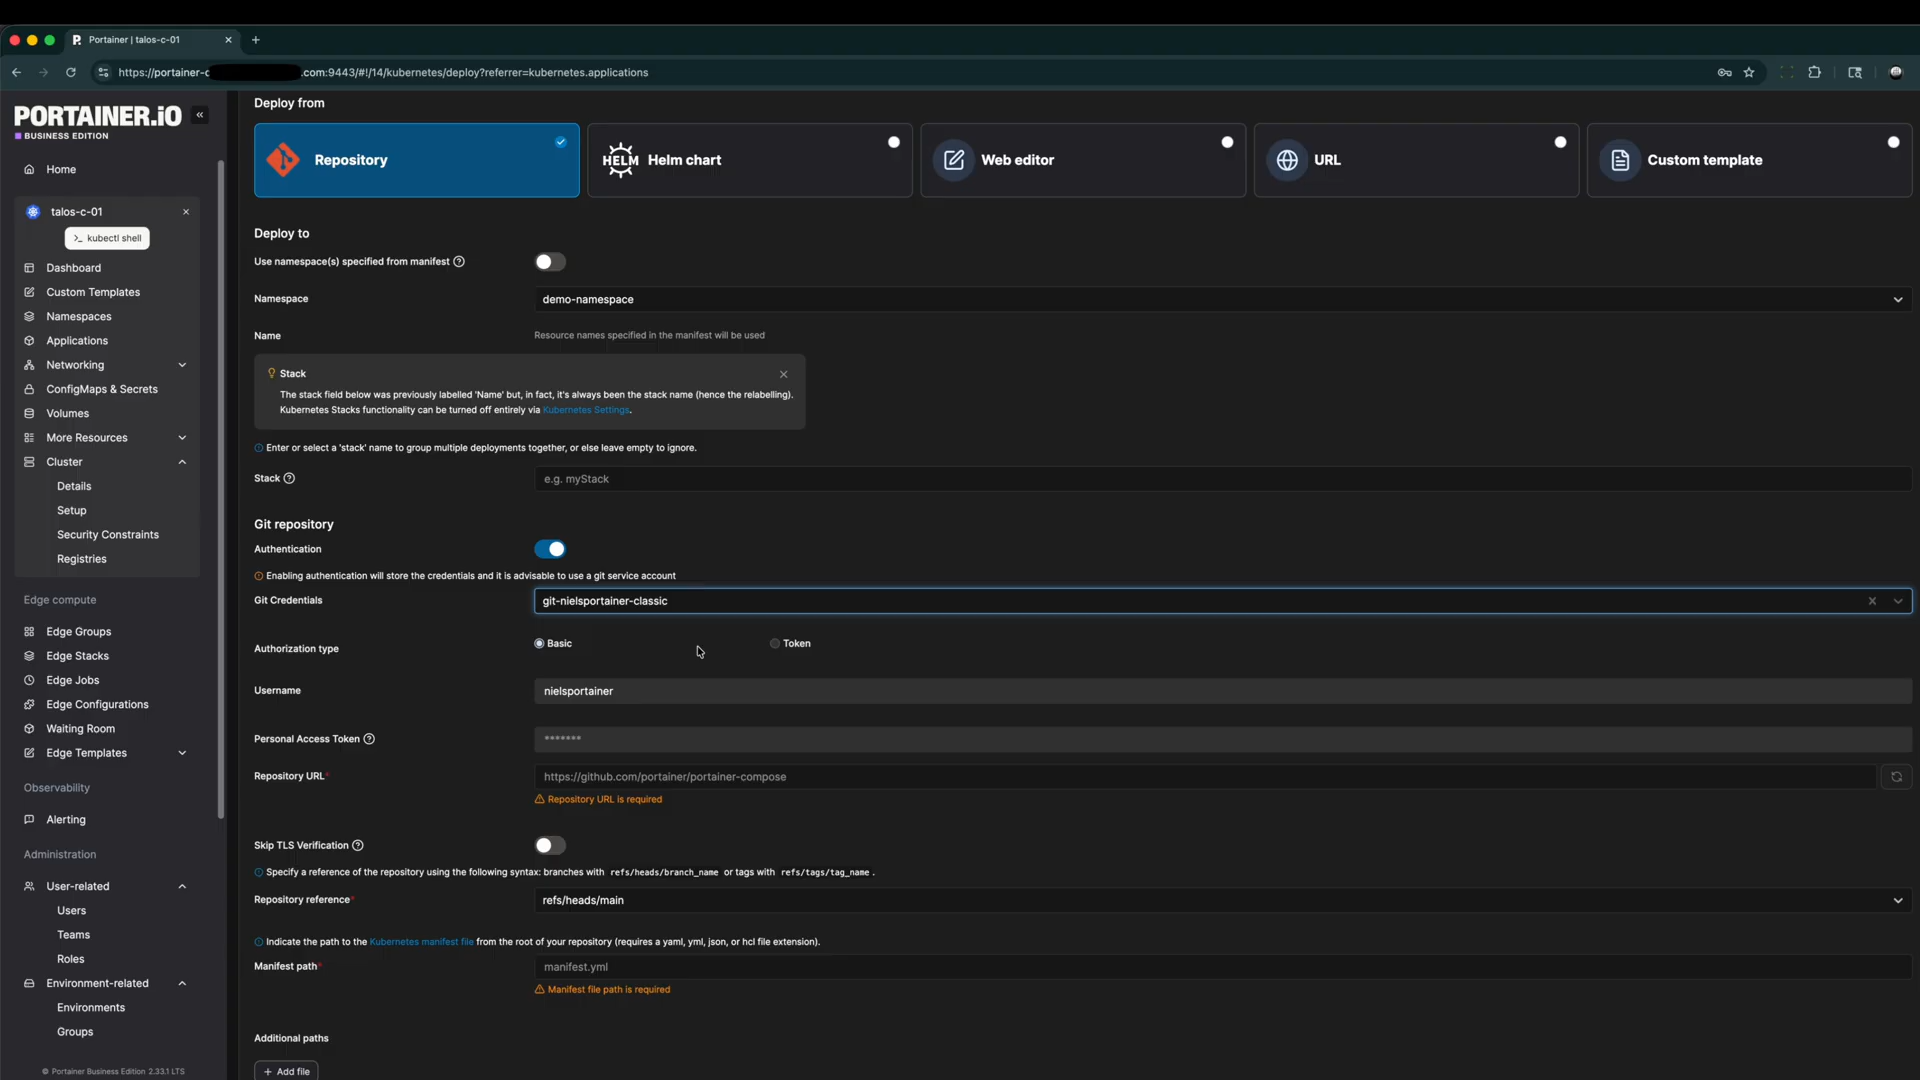 Portainer | talos-c-01
https://portainer-c .com:9443/#!/14/kubernetes/deploy?referrer=kubernetes.applications
PORTAINER.iO
BUSINESS EDITION
Home
talos-c-01
>_ kubectl shell
Dashboard
Custom Templates
Namespaces
Applications
Networking
ConfigMaps & Secrets
Volumes
More Resources
Cluster
Details
Setup
Security Constraints
Registries
Edge compute
Edge Groups
Edge Stacks
Edge Jobs
Edge Configurations
Waiting Room
Edge Templates
Observability
Alerting
Administration
User-related
Users
Teams
Roles
Environment-related
Environments
Groups
© Portainer Business Edition 2.33.1 LTS
Deploy from
Repository
HELM Helm chart
Web editor
URL
Custom template
Deploy to
Use namespace(s) specified from manifest
Namespace
demo-namespace
Name
Resource names specified in the manifest will be used
Stack
The stack field below was previously labelled 'Name' but, in fact, it's always been the stack name (hence the relabelling).
Kubernetes Stacks functionality can be turned off entirely via Kubernetes Settings.
Enter or select a 'stack' name to group multiple deployments together, or else leave empty to ignore.
Stack
e.g. myStack
Git repository
Authentication
Enabling authentication will store the credentials and it is advisable to use a git service account
Git Credentials
git-nielsportainer-classic
Authorization type
Basic
Token
Username
nielsportainer
Personal Access Token
*******
Repository URL*
https://github.com/portainer/portainer-compose
Repository URL is required
Skip TLS Verification
Specify a reference of the repository using the following syntax: branches with refs/heads/branch_name or tags with refs/tags/tag_name.
Repository reference*
refs/heads/main
Indicate the path to the Kubernetes manifest file from the root of your repository (requires a yaml, yml, json, or hcl file extension).
Manifest path*
manifest.yml
Manifest file path is required
Additional paths
+ Add file